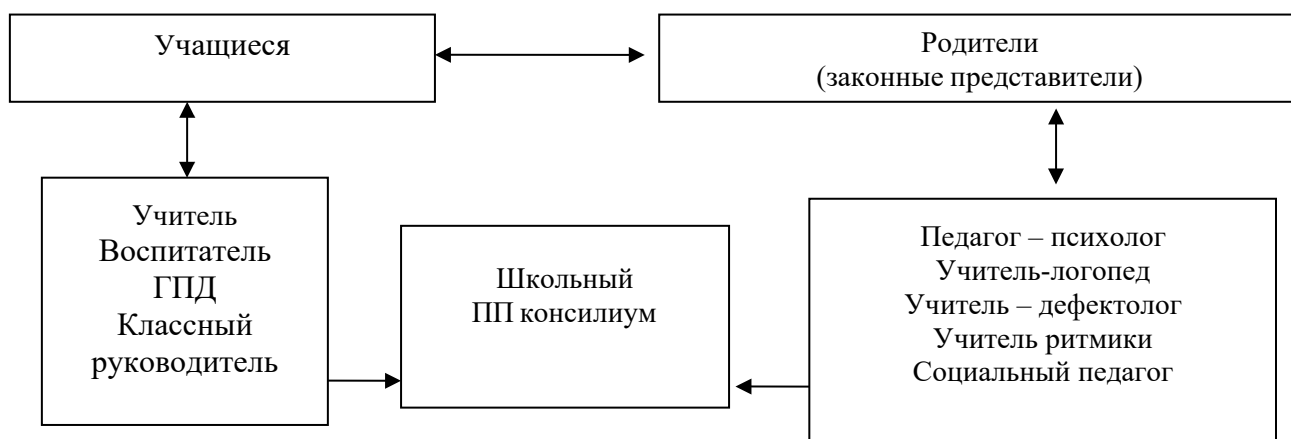 Учащиеся
Родители
(законные представители)
Учитель
Воспитатель
ГПД
Классный
руководитель
Школьный
ПП консилиум
Педагог – психолог
Учитель-логопед
Учитель – дефектолог
Учитель ритмики
Социальный педагог